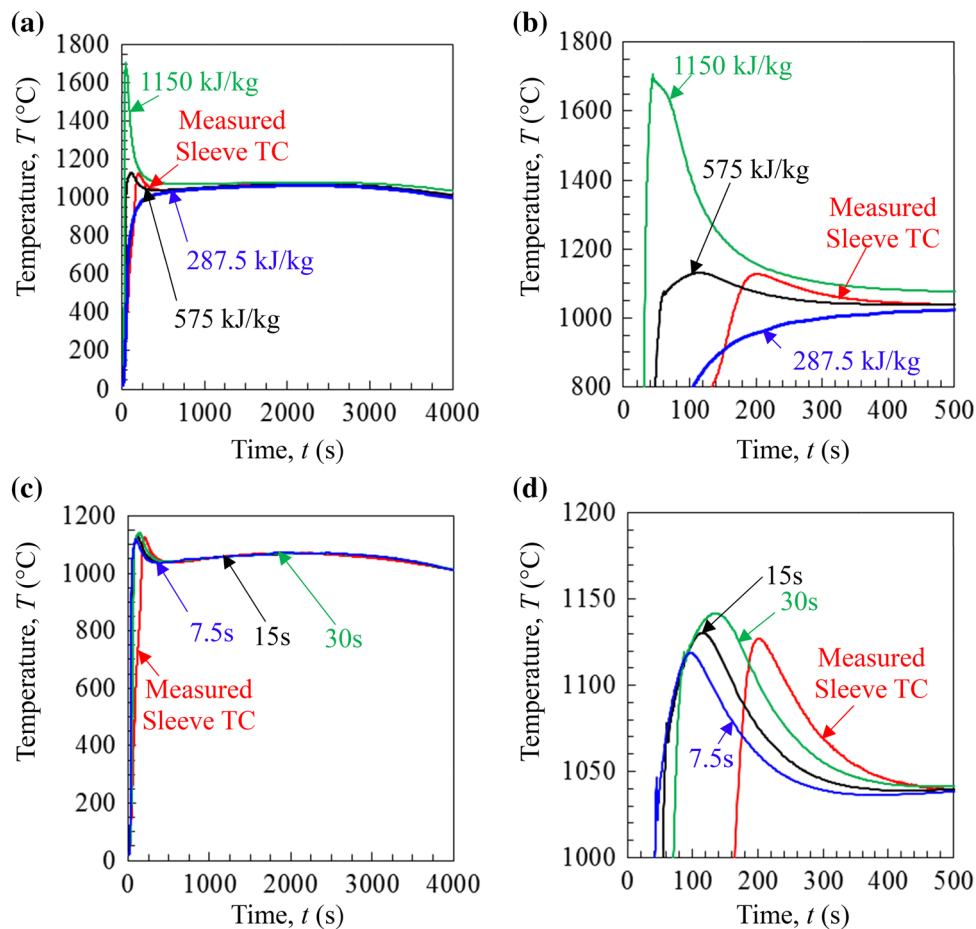 (a)
1800
1600
1400
1200
1000
800
600
400
200
0
Temperature, T (°C)
1150 kJ/kg
Measured
Sleeve TC
287.5 kJ/kg
575 kJ/kg
0
1000
2000
3000
4000
Time, t (s)
(b)
1800
1600
1400
1200
1000
800
Temperature, T (°C)
1150 kJ/kg
575 kJ/kg
Measured
Sleeve TC
287.5 kJ/kg
0
100
200
300
400
500
Time, t (s)
(c)
1200
1000
800
600
400
200
0
Temperature, T (°C)
7.5s
15s
30s
Measured
Sleeve TC
0
1000
2000
3000
4000
Time, t (s)
(d)
1200
1150
1100
1050
1000
Temperature, T (°C)
15s
30s
Measured
Sleeve TC
7.5s
0
100
200
300
400
500
Time, t (s)